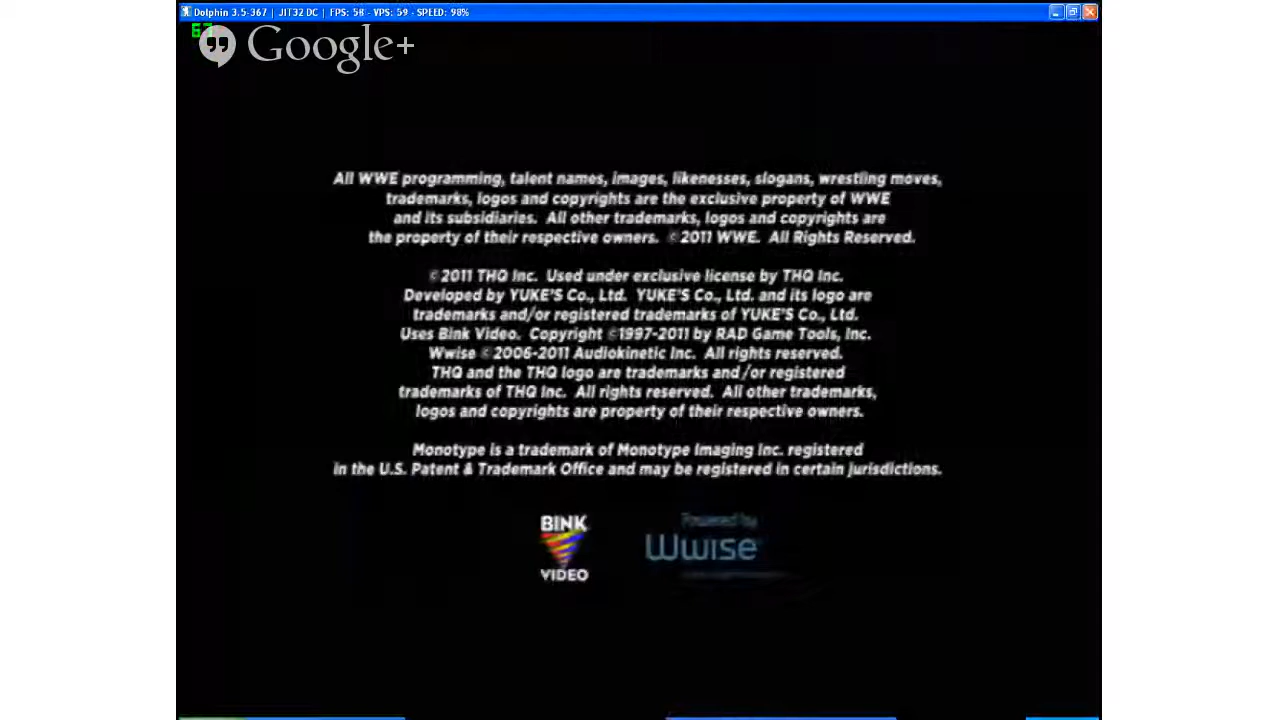 Dolphin 3.5-367 | JIT32 DC | FPS: 58 - VPS: 59 - SPEED: 98%
Google+
All WWE programming, talent names, images, likenesses, slogans, wrestling moves,
trademarks, logos and copyrights are the exclusive property of WWE
and its subsidiaries. All other trademarks, logos and copyrights are
the property of their respective owners. ©2011 WWE. All Rights Reserved.
©2011 THQ Inc. Used under exclusive license by THQ Inc.
Developed by YUKE'S Co., Ltd. YUKE'S Co., Ltd. and its logo are
trademarks and/or registered trademarks of YUKE'S Co., Ltd.
Uses Bink Video. Copyright ©1997-2011 by RAD Game Tools, Inc.
Wwise ©2006-2011 Audiokinetic Inc. All rights reserved.
THQ and the THQ logo are trademarks and/or registered
trademarks of THQ Inc. All rights reserved. All other trademarks,
logos and copyrights are property of their respective owners.
Monotype is a trademark of Monotype Imaging Inc. registered
in the U.S. Patent & Trademark Office and may be registered in certain jurisdictions.
BINK
VIDEO
Powered by
Wwise